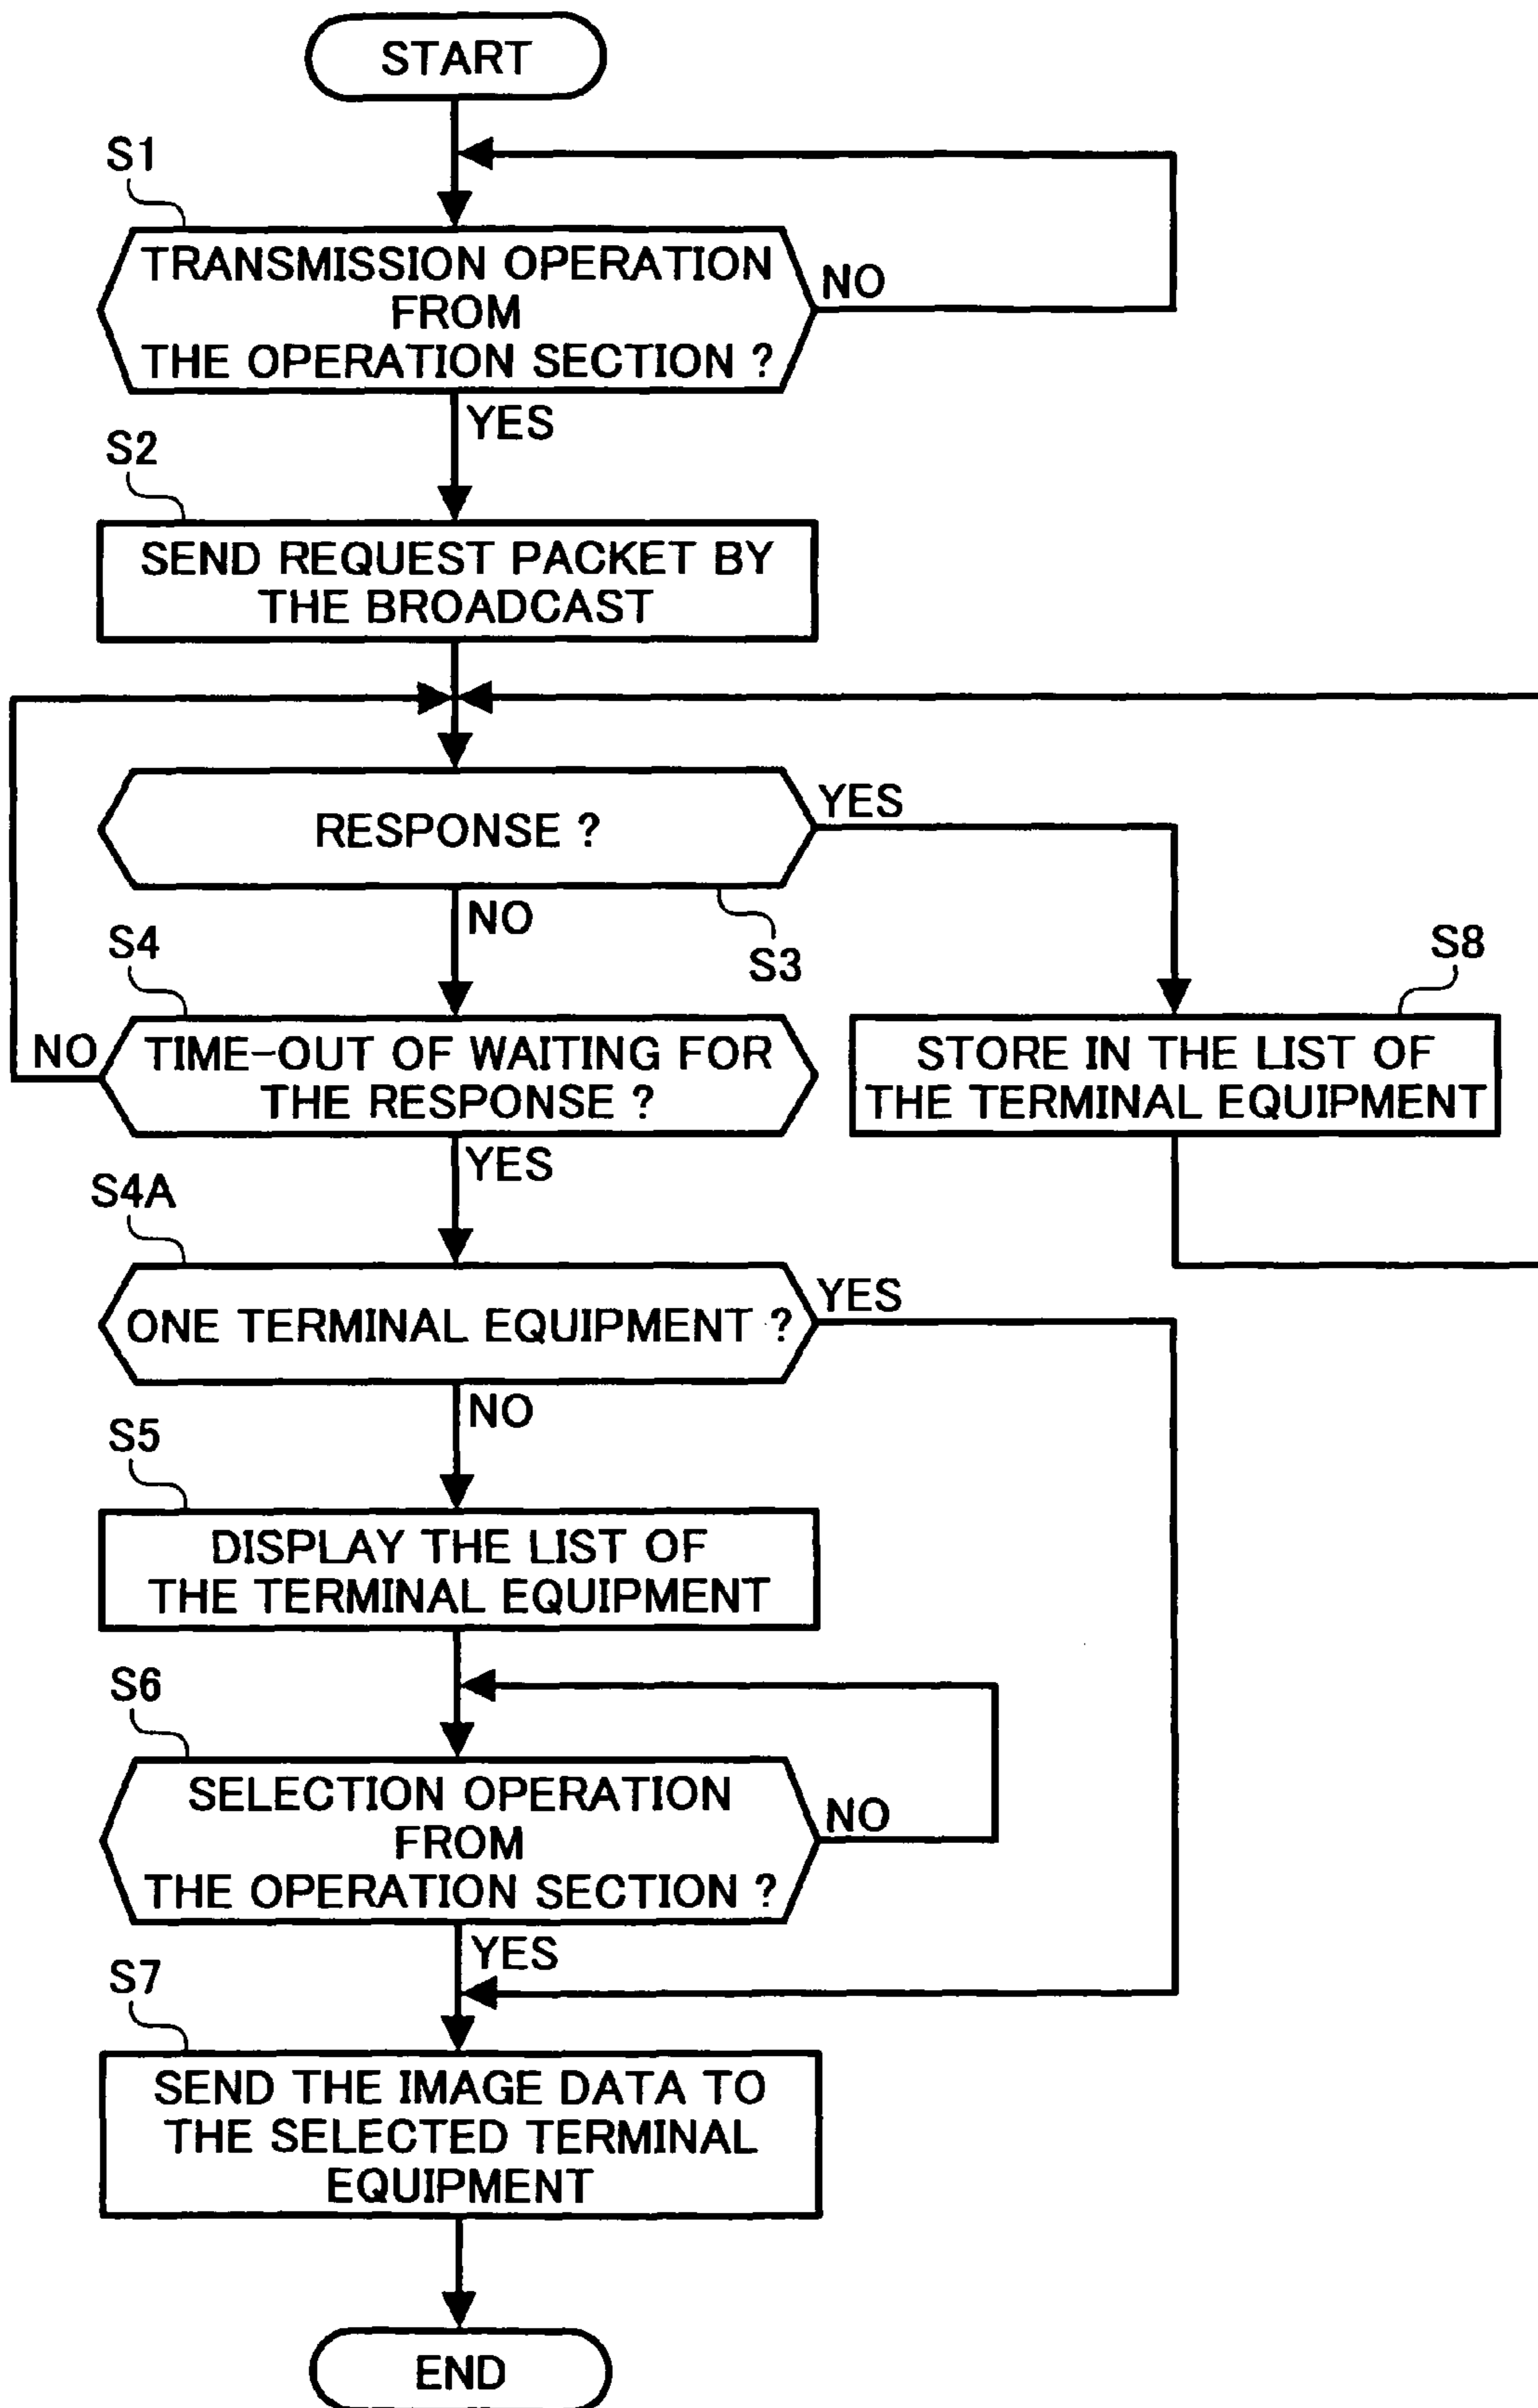 START
S1
TRANSMISSION OPERATION
FROM
THE OPERATION SECTION ?
NO
YES
S2
SEND REQUEST PACKET BY
THE BROADCAST
RESPONSE ?
YES
NO
S3
S4
TIME-OUT OF WAITING FOR
THE RESPONSE ?
NO
YES
S8
STORE IN THE LIST OF
THE TERMINAL EQUIPMENT
S4A
ONE TERMINAL EQUIPMENT ?
YES
NO
S5
DISPLAY THE LIST OF
THE TERMINAL EQUIPMENT
S6
SELECTION OPERATION
FROM
THE OPERATION SECTION ?
NO
YES
S7
SEND THE IMAGE DATA TO
THE SELECTED TERMINAL
EQUIPMENT
END